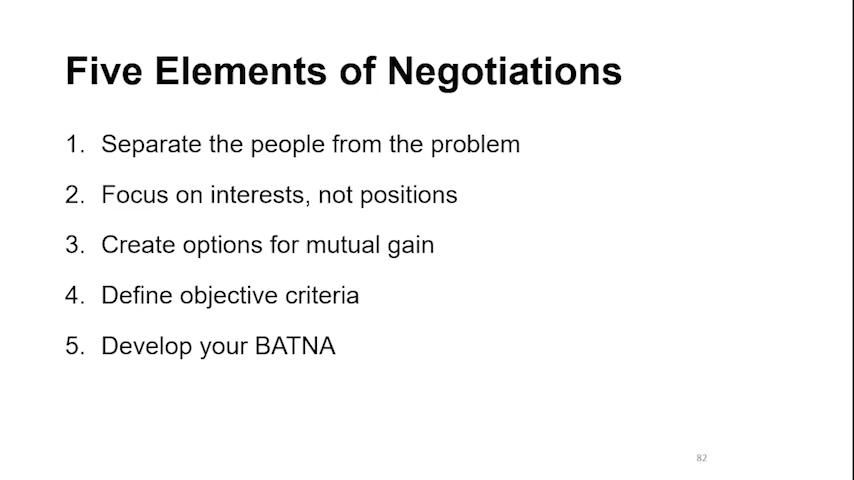 Five Elements of Negotiations
1. Separate the people from the problem
2. Focus on interests, not positions
3. Create options for mutual gain
4. Define objective criteria
5. Develop your BATNA
82